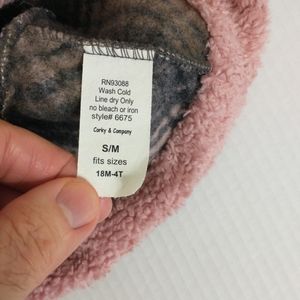 RN93088
Wash Cold
Line dry Only
no bleach or iron
style# 6675
Corky & Company
S/M
fits sizes
18M-4T